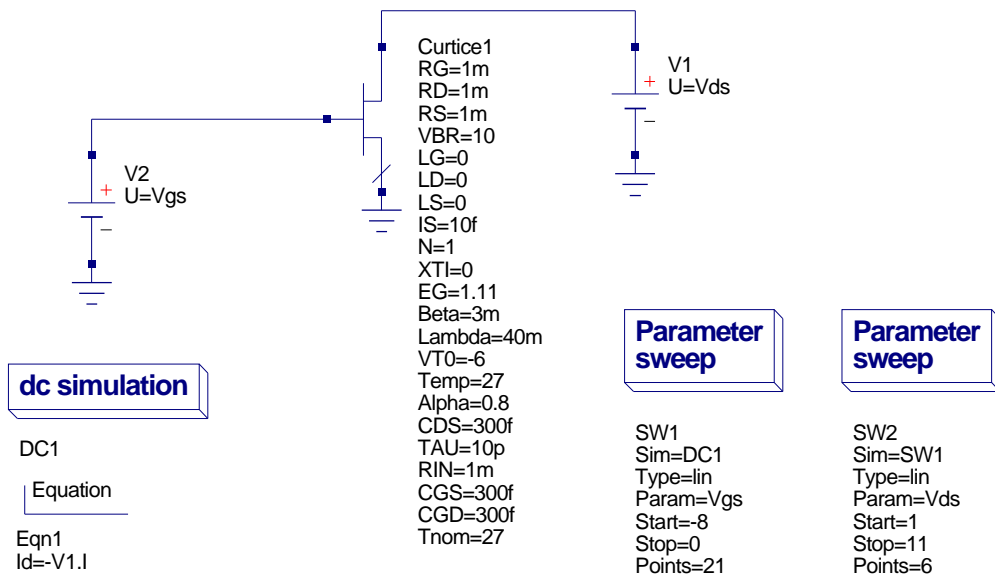 Curtice1
RG=1m
RD=1m
RS=1m
VBR=10
LG=0
LD=0
LS=0
IS=10f
N=1
XTI=0
EG=1.11
Beta=3m
Lambda=40m
VT0=-6
Temp=27
Alpha=0.8
CDS=300f
TAU=10p
RIN=1m
CGS=300f
CGD=300f
Tnom=27
V1
U=Vds
V2
U=Vgs
dc simulation
DC1
Equation
Eqn1
Id=-V1.I
Parameter
sweep
SW1
Sim=DC1
Type=lin
Param=Vgs
Start=-8
Stop=0
Points=21
Parameter
sweep
SW2
Sim=SW1
Type=lin
Param=Vds
Start=1
Stop=11
Points=6